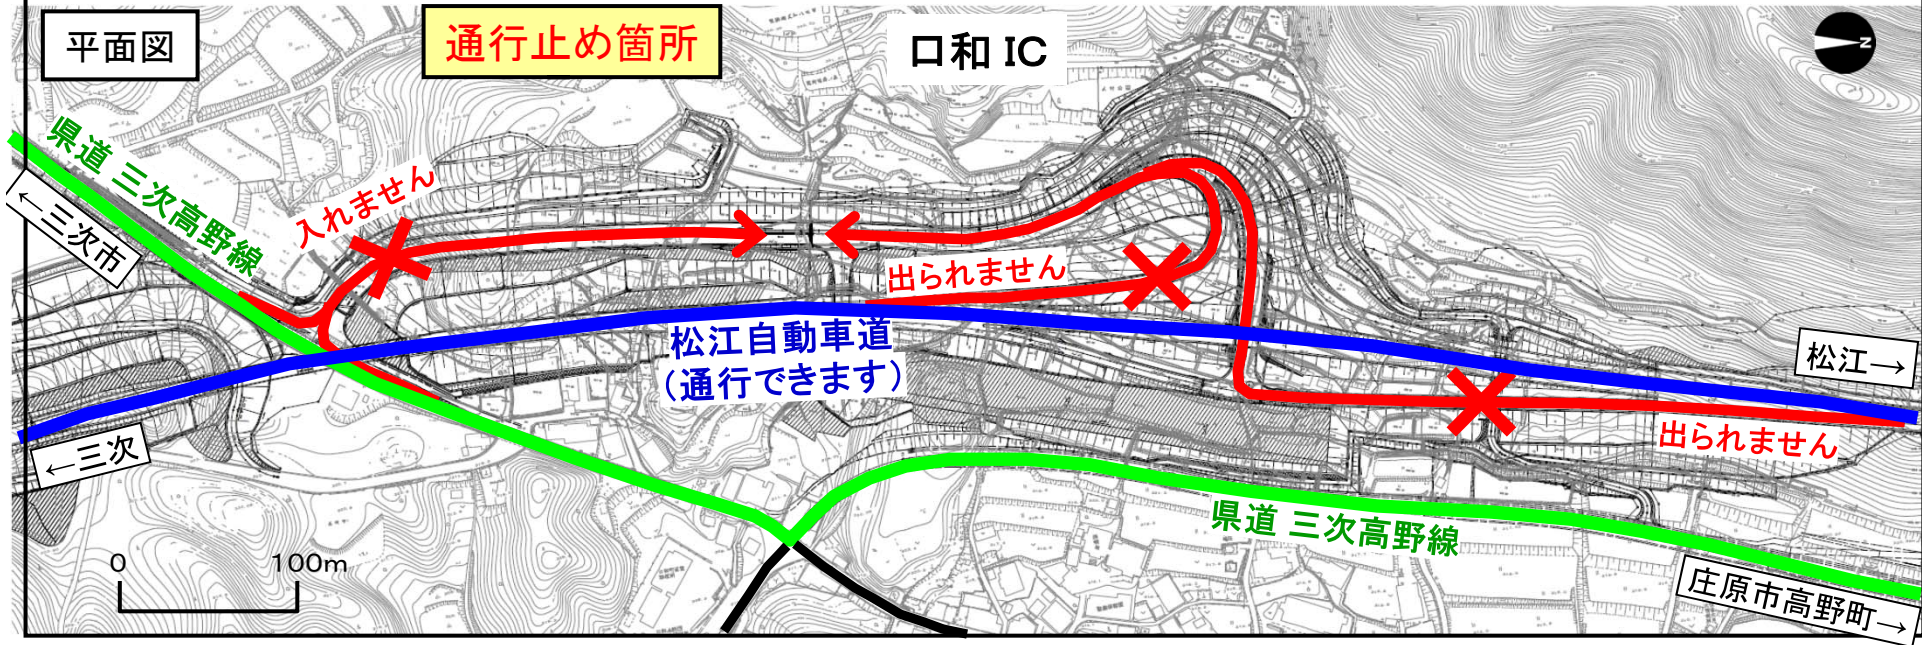 平面図
通行止め箇所
口和 IC
N
県道 三次高野線
←三次市
入れません
出られません
松江自動車道
(通行できます)
松江→
←三次
出られません
県道 三次高野線
庄原市高野町→
0 100m